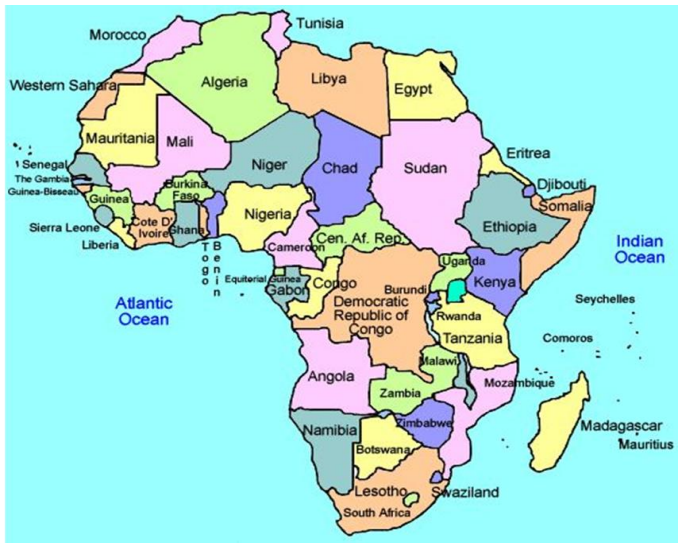 Tunisia
Morocco
Western Sahara
Algeria
Libya
Egypt
Mauritania
Mali
Niger
Chad
Sudan
Eritrea
Senegal
The Gambia
Guinea-Bissau
Guinea
Burkina
Faso
Djibouti
Somalia
Nigeria
Ethiopia
Sierra Leone
Liberia
Cote D'
Ivoire
Ghana
Togo
Benin
Cameroon
Cen. Af. Rep.
Indian
Ocean
Uganda
Kenya
Equiterial Guinea
Gabon
Congo
Democratic
Republic of
Congo
Burundi
Rwanda
Tanzania
Seychelles
Atlantic
Ocean
Comoros
Malawi
Angola
Zambia
Mozambique
Namibia
Zimbabwe
Botswana
Madagascar
Mauritius
Lesotho
Swaziland
South Africa